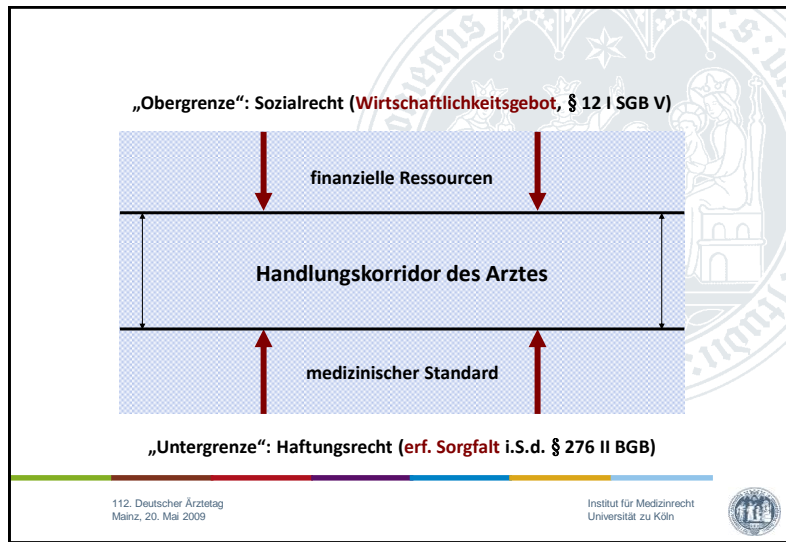 „Obergrenze“: Sozialrecht (Wirtschaftlichkeitsgebot, § 12 I SGB V)
finanzielle Ressourcen
Handlungskorridor des Arztes
medizinischer Standard
„Untergrenze“: Haftungsrecht (erf. Sorgfalt i.S.d. § 276 II BGB)
112. Deutscher Ärztetag
Mainz, 20. Mai 2009
Institut für Medizinrecht
Universität zu Köln